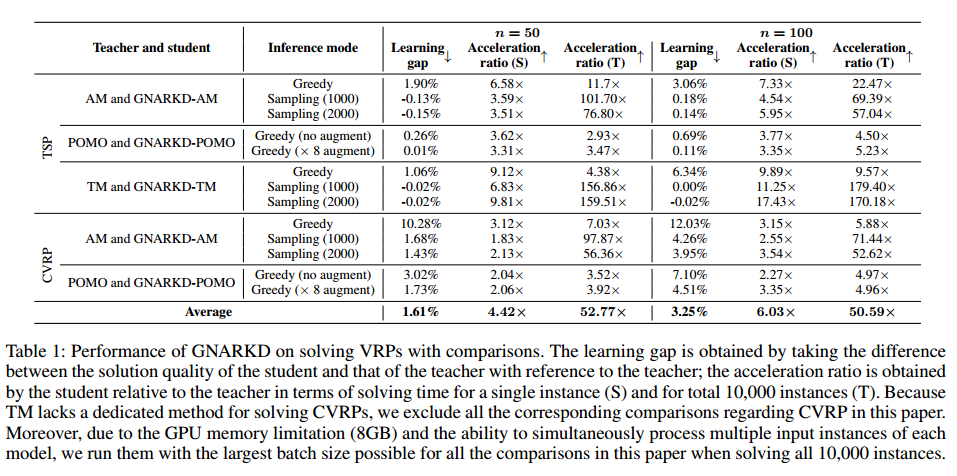 n = 50 n = 100
Teacher and student Inference mode Learning gap↓ Acceleration ratio (S)↑ Acceleration ratio (T)↑ Learning gap↓ Acceleration ratio (S)↑ Acceleration ratio (T)↑
TSP
AM and GNARKD-AM
Greedy 1.90% 6.58× 11.7× 3.06% 7.33× 22.47×
Sampling (1000) -0.13% 3.59× 101.70× 0.18% 4.54× 69.39×
Sampling (2000) -0.15% 3.51× 76.80× 0.14% 5.95× 57.04×
POMO and GNARKD-POMO
Greedy (no augment) 0.26% 3.62× 2.93× 0.69% 3.77× 4.50×
Greedy (× 8 augment) 0.01% 3.31× 3.47× 0.11% 3.35× 5.23×
TM and GNARKD-TM
Greedy 1.06% 9.12× 4.38× 6.34% 9.89× 9.57×
Sampling (1000) -0.02% 6.83× 156.86× 0.00% 11.25× 179.40×
Sampling (2000) -0.02% 9.81× 159.51× -0.02% 17.43× 170.18×
CVRP
AM and GNARKD-AM
Greedy 10.28% 3.12× 7.03× 12.03% 3.15× 5.88×
Sampling (1000) 1.68% 1.83× 97.87× 4.26% 2.55× 71.44×
Sampling (2000) 1.43% 2.13× 56.36× 3.95% 3.54× 52.62×
POMO and GNARKD-POMO
Greedy (no augment) 3.02% 2.04× 3.52× 7.10% 2.27× 4.97×
Greedy (× 8 augment) 1.73% 2.06× 3.92× 4.51% 3.35× 4.96×
Average 1.61% 4.42× 52.77× 3.25% 6.03× 50.59×
Table 1: Performance of GNARKD on solving VRPs with comparisons. The learning gap is obtained by taking the difference
between the solution quality of the student and that of the teacher with reference to the teacher; the acceleration ratio is obtained
by the student relative to the teacher in terms of solving time for a single instance (S) and for total 10,000 instances (T). Because
TM lacks a dedicated method for solving CVRPs, we exclude all the corresponding comparisons regarding CVRP in this paper.
Moreover, due to the GPU memory limitation (8GB) and the ability to simultaneously process multiple input instances of each
model, we run them with the largest batch size possible for all the comparisons in this paper when solving all 10,000 instances.